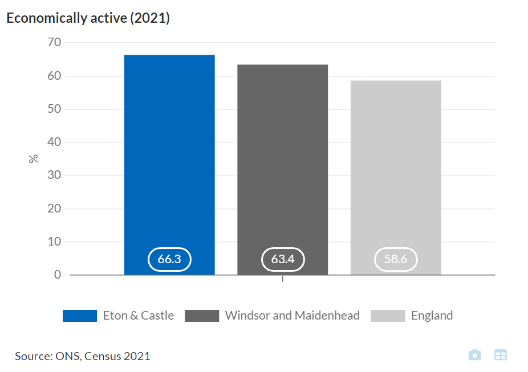 Economically active (2021)
70
60
50
40
30
20
10
0
%
66.3
63.4
58.6
Eton & Castle
Windsor and Maidenhead
England
Source: ONS, Census 2021